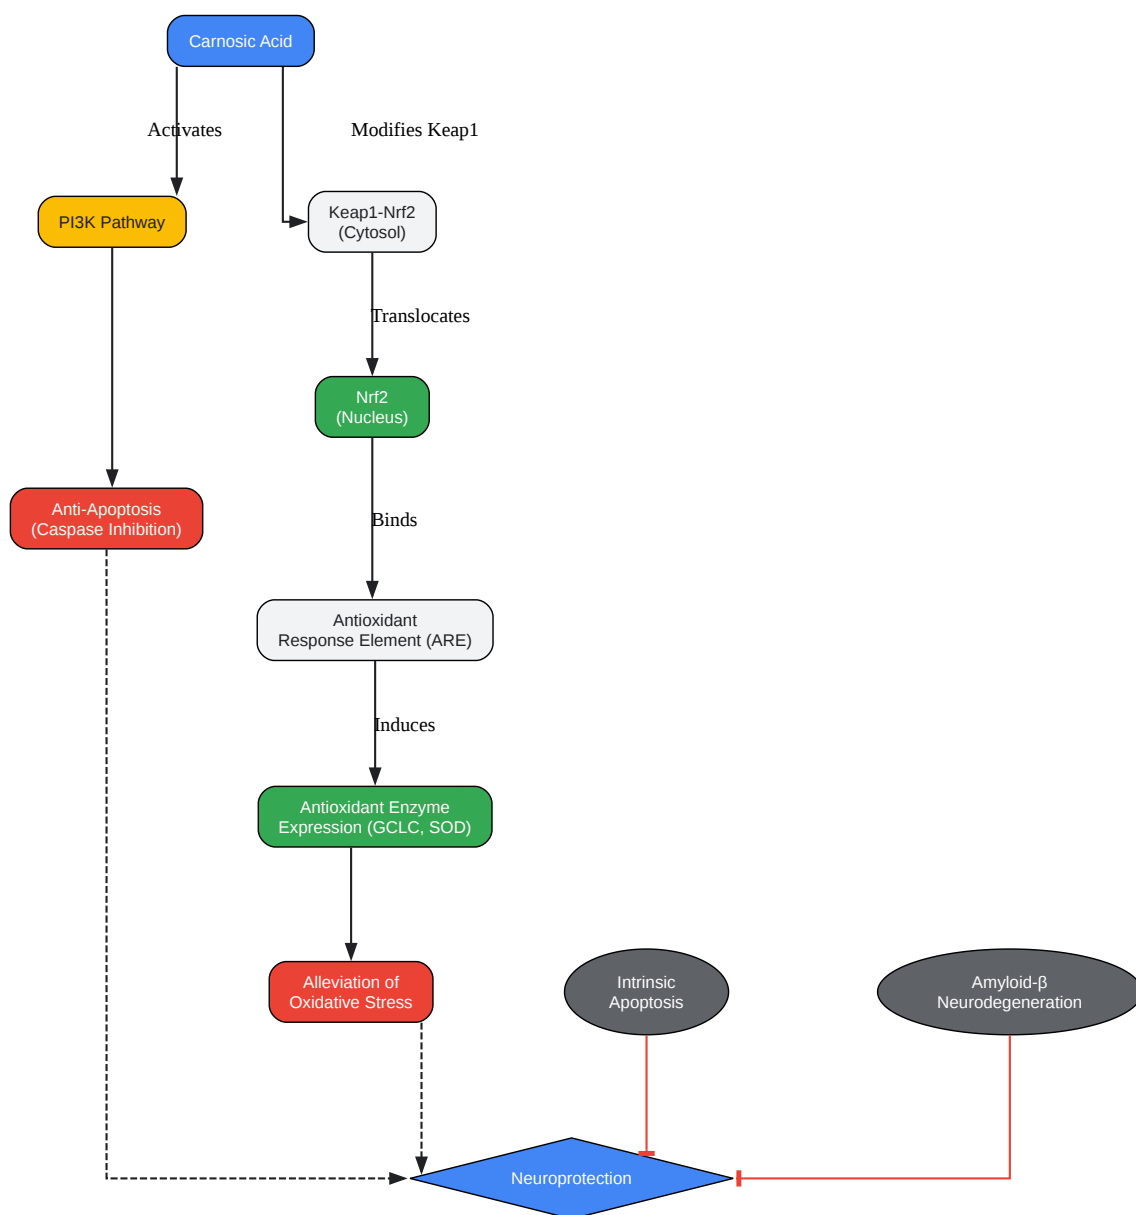 Carnosic Acid
Activates
Modifies Keap1
PI3K Pathway
Keap1-Nrf2
(Cytosol)
Translocates
Nrf2
(Nucleus)
Anti-Apoptosis
(Caspase Inhibition)
Binds
Antioxidant
Response Element (ARE)
Induces
Antioxidant Enzyme
Expression (GCLC, SOD)
Alleviation of
Oxidative Stress
Intrinsic
Apoptosis
Amyloid-β
Neurodegeneration
Neuroprotection